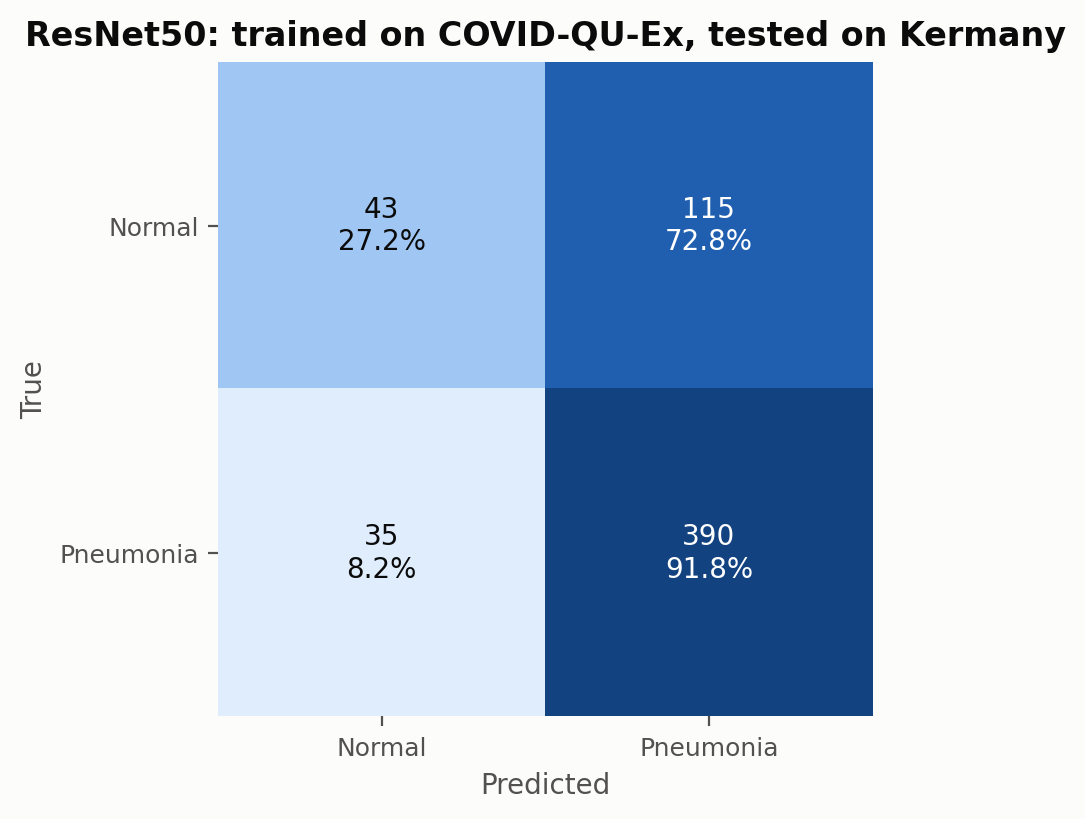 ResNet50: trained on COVID-QU-Ex, tested on Kermany
True
Normal
43
27.2%
115
72.8%
Pneumonia
35
8.2%
390
91.8%
Normal
Pneumonia
Predicted